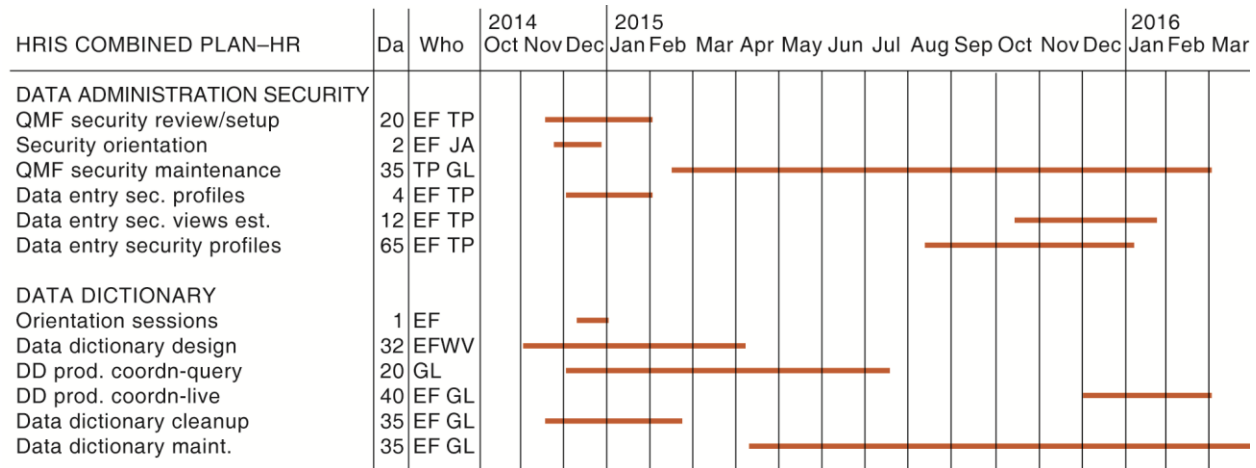 2014 2015 2016
HRIS COMBINED PLAN–HR Da Who Oct Nov Dec Jan Feb Mar Apr May Jun Jul Aug Sep Oct Nov Dec Jan Feb Mar
DATA ADMINISTRATION SECURITY
QMF security review/setup 20 EF TP
Security orientation 2 EF JA
QMF security maintenance 35 TP GL
Data entry sec. profiles 4 EF TP
Data entry sec. views est. 12 EF TP
Data entry security profiles 65 EF TP
DATA DICTIONARY
Orientation sessions 1 EF
Data dictionary design 32 EFWV
DD prod. coordn-query 20 GL
DD prod. coordn-live 40 EF GL
Data dictionary cleanup 35 EF GL
Data dictionary maint. 35 EF GL